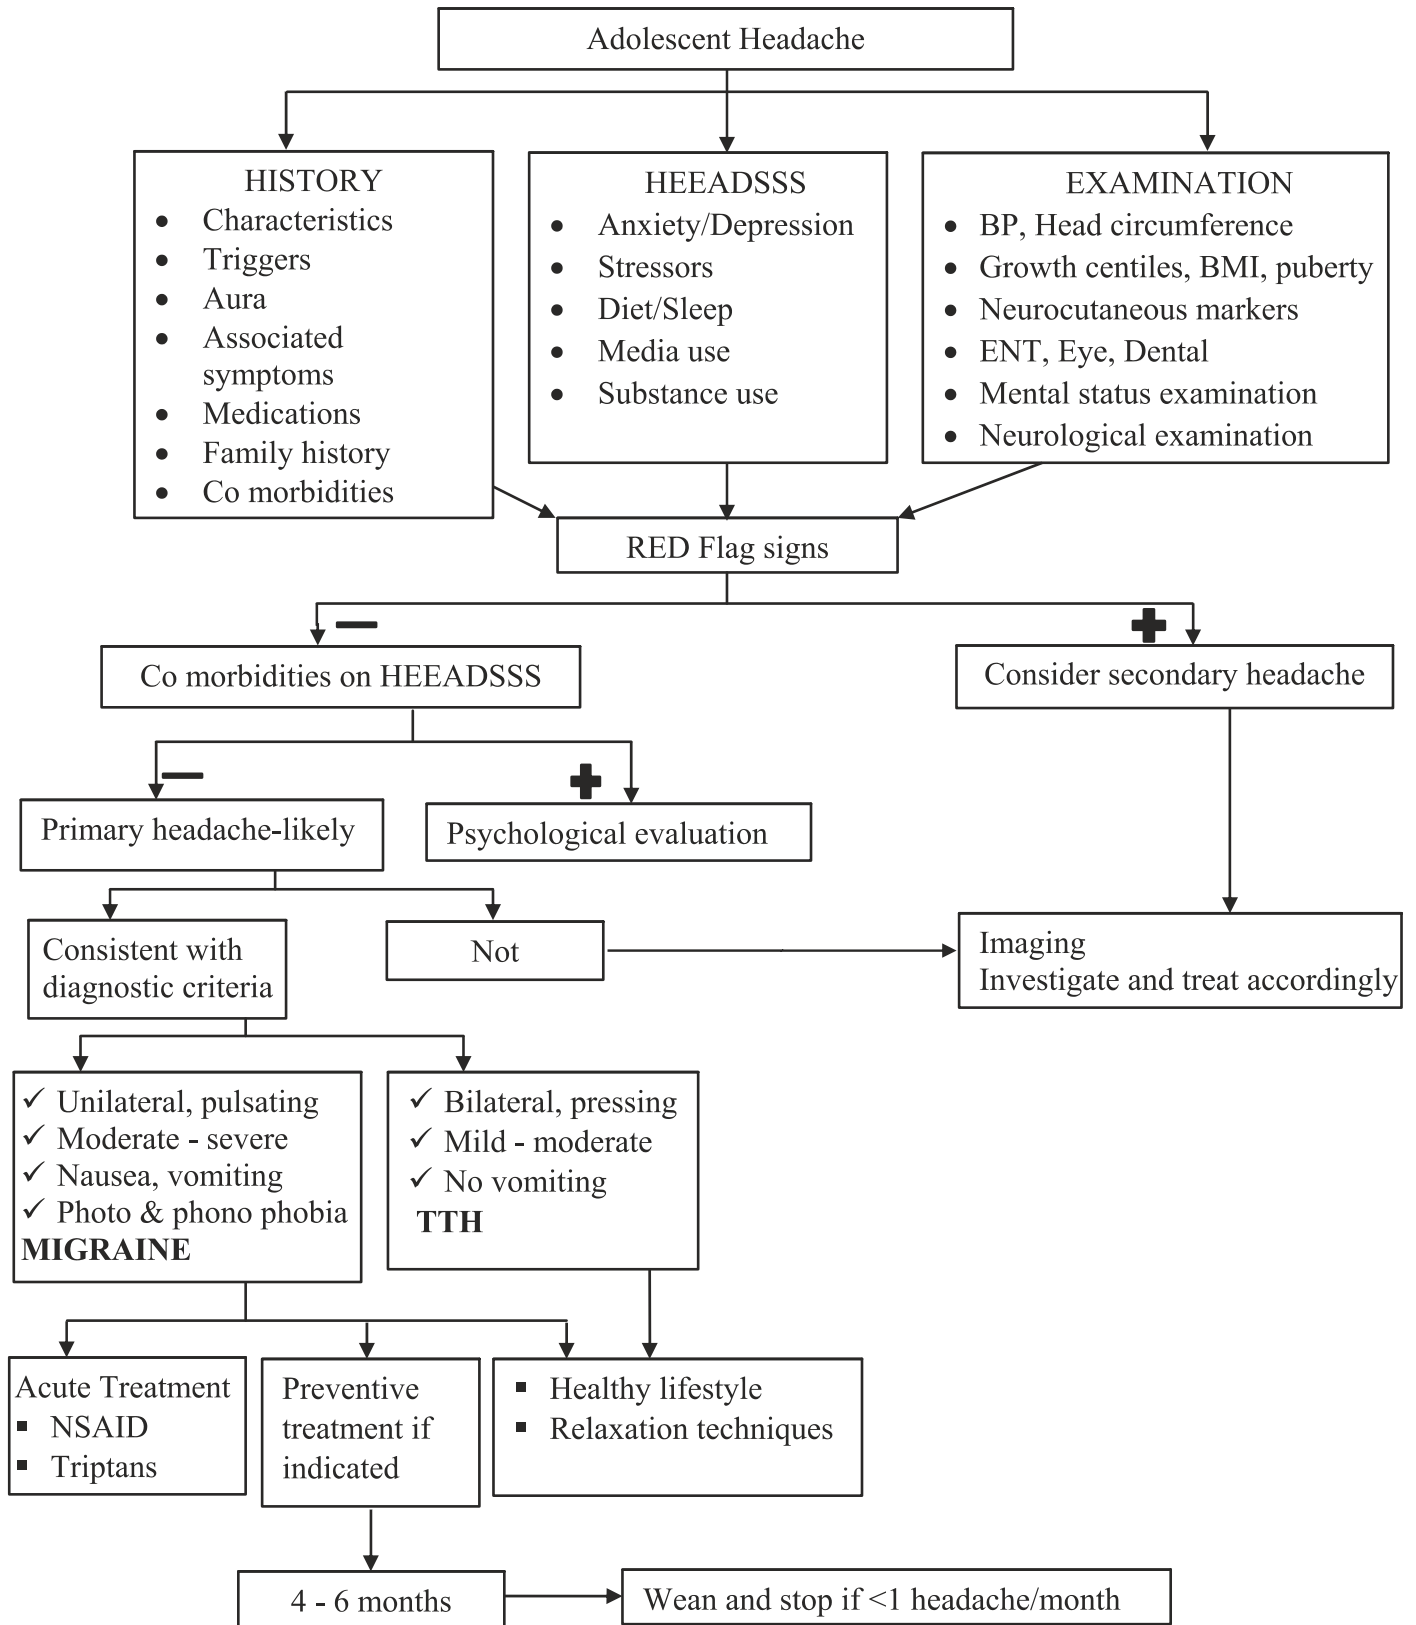 Adolescent Headache
HISTORY
• Characteristics
• Triggers
• Aura
• Associated
symptoms
• Medications
• Family history
• Co morbidities
HEEADSSS
• Anxiety/Depression
• Stressors
• Diet/Sleep
• Media use
• Substance use
EXAMINATION
• BP, Head circumference
• Growth centiles, BMI, puberty
• Neurocutaneous markers
• ENT, Eye, Dental
• Mental status examination
• Neurological examination
RED Flag signs
Co morbidities on HEEADSSS
Consider secondary headache
Primary headache-likely
Psychological evaluation
Consistent with
diagnostic criteria
Not
Imaging
Investigate and treat accordingly
✓ Unilateral, pulsating
✓ Moderate - severe
✓ Nausea, vomiting
✓ Photo & phono phobia
MIGRAINE
✓ Bilateral, pressing
✓ Mild - moderate
✓ No vomiting
TTH
Acute Treatment
▪ NSAID
▪ Triptans
Preventive
treatment if
indicated
▪ Healthy lifestyle
▪ Relaxation techniques
4 - 6 months
Wean and stop if <1 headache/month